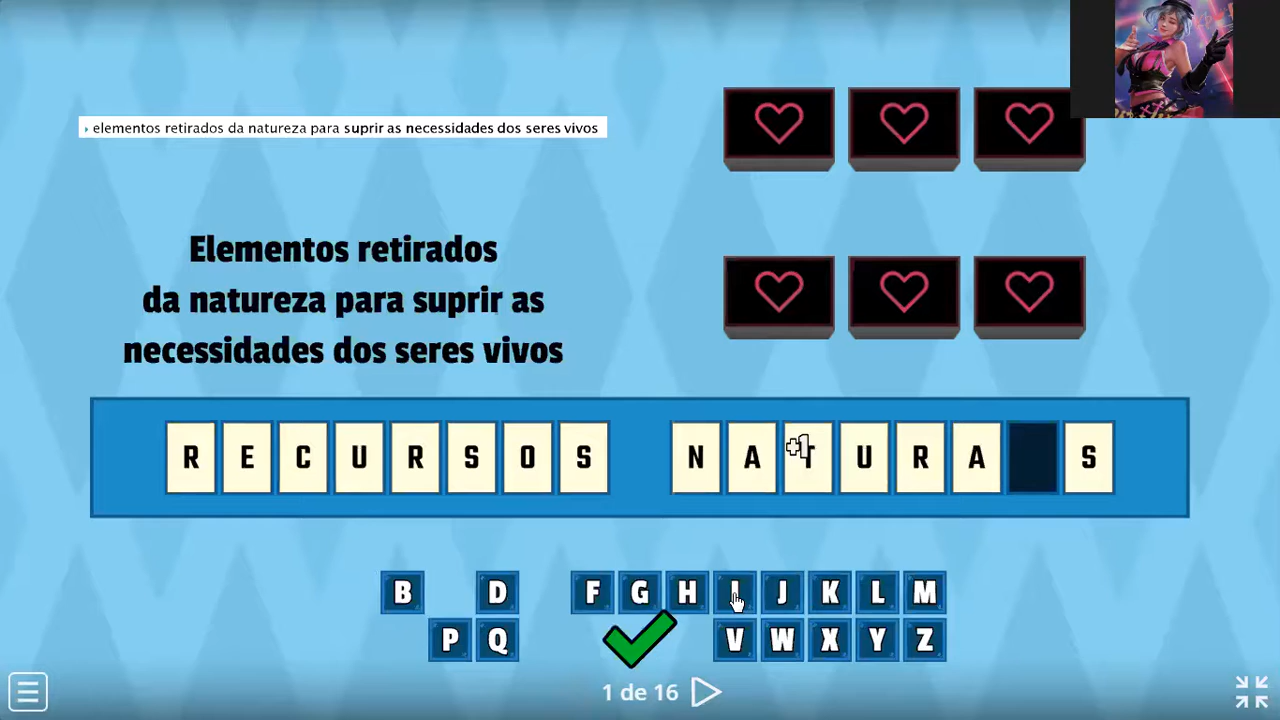 elementos retirados da natureza para suprir as necessidades dos seres vivos
Elementos retirados
da natureza para suprir as
necessidades dos seres vivos
R E C U R S O S N A T U R A S
B D F G H I J K L M
P Q V W X Y Z
1 de 16